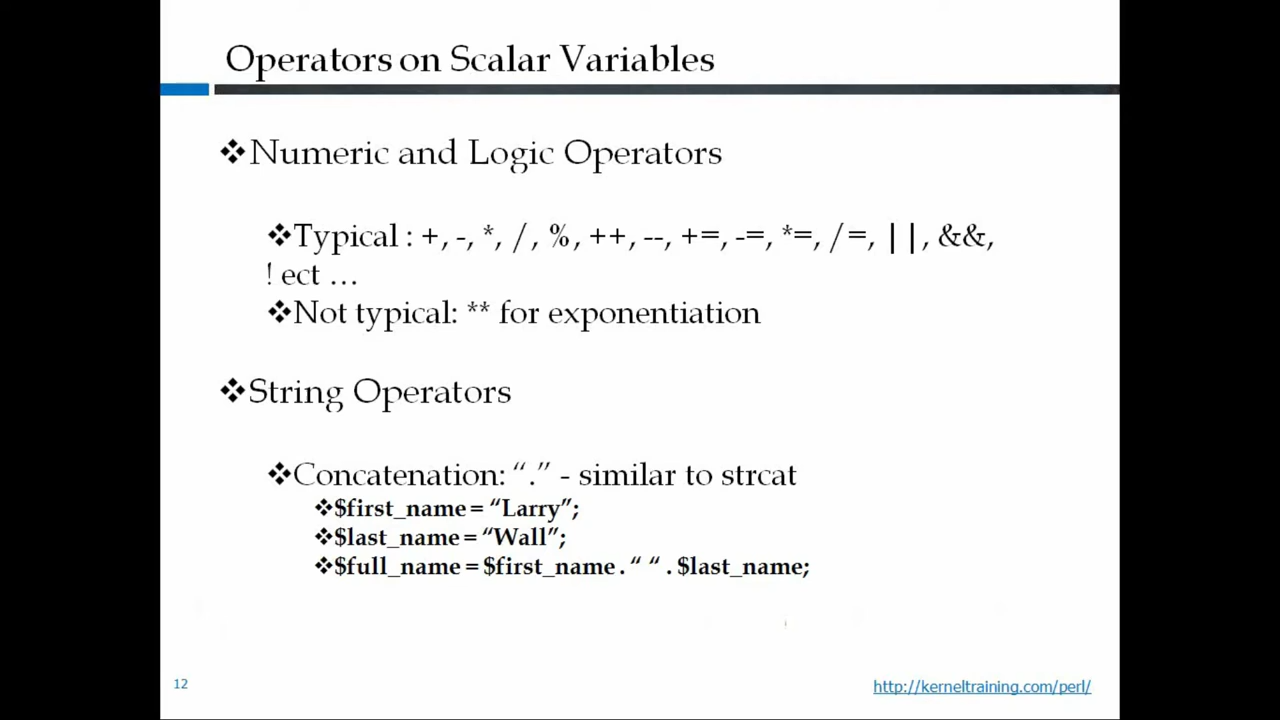 Operators on Scalar Variables
❖Numeric and Logic Operators
❖Typical : +, -, *, /, %, ++, --, +=, -=, *=, /=, ||, &&,
! ect …
❖Not typical: ** for exponentiation
❖String Operators
❖Concatenation: “.” - similar to strcat
❖$first_name = “Larry”;
❖$last_name = “Wall”;
❖$full_name = $first_name . “ “ . $last_name;
12
http://kerneltraining.com/perl/